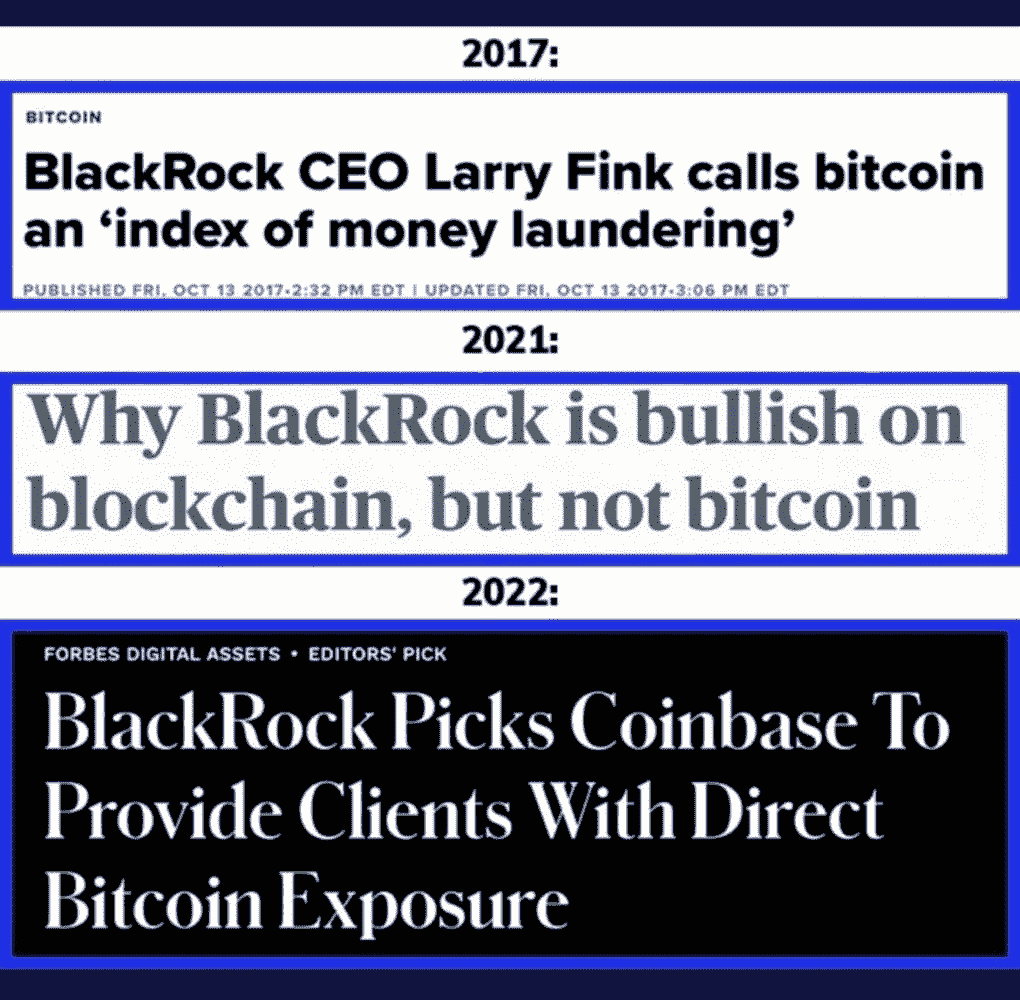 2017:
BITCOIN
BlackRock CEO Larry Fink calls bitcoin
an ‘index of money laundering’
PUBLISHED FRI, OCT 13 2017•2:32 PM EDT | UPDATED FRI, OCT 13 2017•3:06 PM EDT
2021:
Why BlackRock is bullish on
blockchain, but not bitcoin
2022:
FORBES DIGITAL ASSETS • EDITORS' PICK
BlackRock Picks Coinbase To
Provide Clients With Direct
Bitcoin Exposure